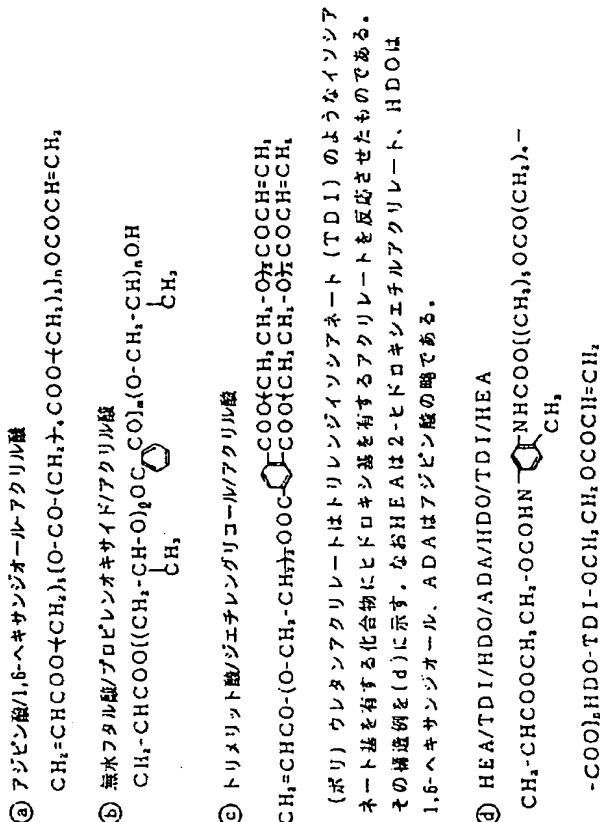 ⓐ アジピン酸/1,6-ヘキサンジオール-アクリル酸
CH₂=CHCOO+CH₂)₆(O-CO-(CH₂+₄COO+CH₂)₆)ₙOCOCH=CH₂
ⓑ 無水フタル酸/プロピレンオキサイド/アクリル酸
CH₂-CHCOO((CH₂-CH-O)ℓOC CO)ₘ(O-CH₂-CH)ₙOH
CH₃ CH₃
ⓒ トリメリット酸/ジエチレングリコール/アクリル酸
CH₂=CHCO-(O-CH₂-CH₂)₂OOC COO+CH₂CH₂-O)₂COCH=CH₂
COO(CH₂CH₂-O)₂COCH=CH₂
(ポリ) ウレタンアクリレートはトリレンジイソシアネート (TDI) のようなイソシア
ネート基を有する化合物にヒドロキシ基を有するアクリレートを反応させたものである。
その構造例を(d)に示す。なおHEAは2-ヒドロキシエチルアクリレート、HDOは
1,6-ヘキサンジオール、ADAはアジピン酸の略である。
ⓓ HEA/TDI/HDO/ADA/HDO/TDI/HEA
CH₂-CHCOOCH₂CH₂-OCOHN NHCOO[(CH₂)₆OCO(CH₂)₄-
CH₃
-COO]ₙHDO-TDI-OCH₂CH₂OCOCH=CH₂